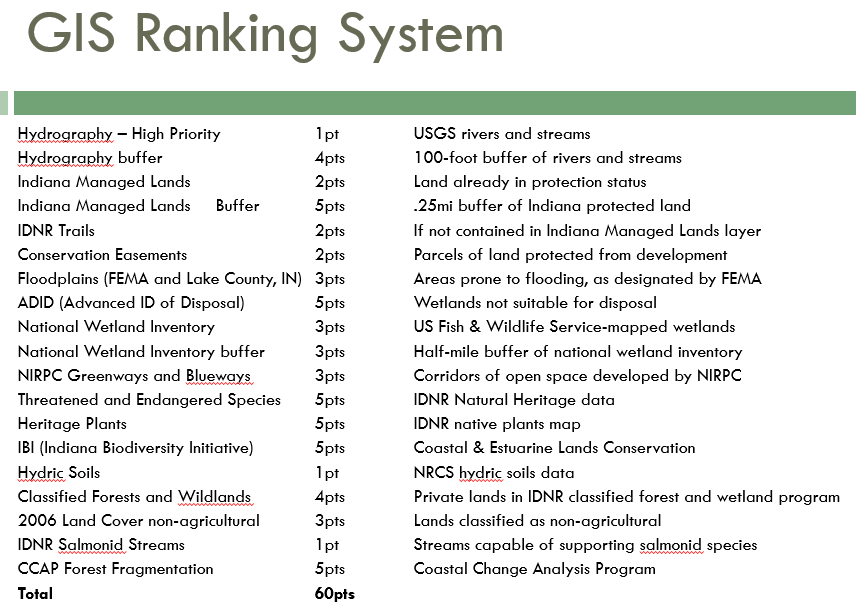 GIS Ranking System
Hydrography – High Priority 1pt USGS rivers and streams
Hydrography buffer 4pts 100-foot buffer of rivers and streams
Indiana Managed Lands 2pts Land already in protection status
Indiana Managed Lands Buffer 5pts .25mi buffer of Indiana protected land
IDNR Trails 2pts If not contained in Indiana Managed Lands layer
Conservation Easements 2pts Parcels of land protected from development
Floodplains (FEMA and Lake County, IN) 3pts Areas prone to flooding, as designated by FEMA
ADID (Advanced ID of Disposal) 5pts Wetlands not suitable for disposal
National Wetland Inventory 3pts US Fish & Wildlife Service-mapped wetlands
National Wetland Inventory buffer 3pts Half-mile buffer of national wetland inventory
NIRPC Greenways and Blueways 3pts Corridors of open space developed by NIRPC
Threatened and Endangered Species 5pts IDNR Natural Heritage data
Heritage Plants 5pts IDNR native plants map
IBI (Indiana Biodiversity Initiative) 5pts Coastal & Estuarine Lands Conservation
Hydric Soils 1pt NRCS hydric soils data
Classified Forests and Wildlands 4pts Private lands in IDNR classified forest and wetland program
2006 Land Cover non-agricultural 3pts Lands classified as non-agricultural
IDNR Salmonid Streams 1pt Streams capable of supporting salmonid species
CCAP Forest Fragmentation 5pts Coastal Change Analysis Program
Total 60pts